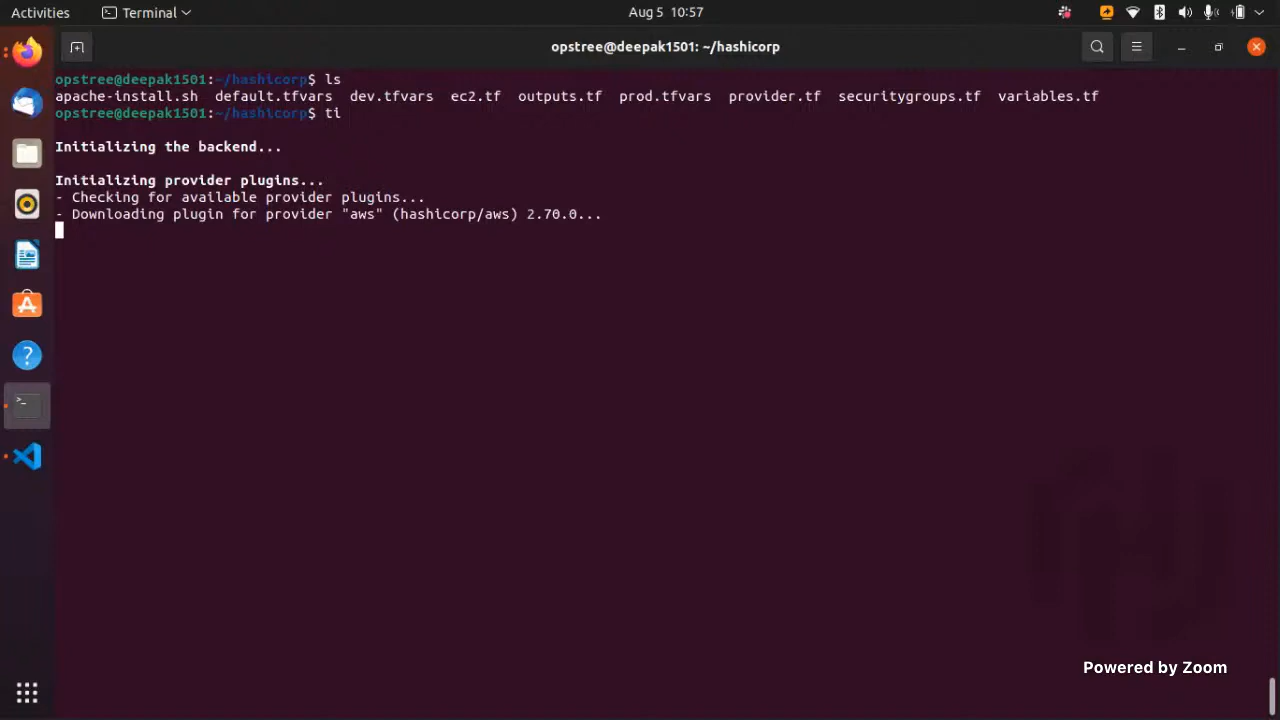 Activities Terminal Aug 5 10:57
opstree@deepak1501: ~/hashicorp
opstree@deepak1501:~/hashicorp$ ls
apache-install.sh default.tfvars dev.tfvars ec2.tf outputs.tf prod.tfvars provider.tf securitygroups.tf variables.tf
opstree@deepak1501:~/hashicorp$ ti
Initializing the backend...
Initializing provider plugins...
- Checking for available provider plugins...
- Downloading plugin for provider "aws" (hashicorp/aws) 2.70.0...
Powered by Zoom